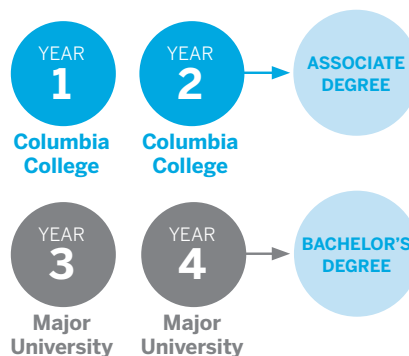 YEAR
1
YEAR
2
ASSOCIATE
DEGREE
Columbia
College
Columbia
College
YEAR
3
YEAR
4
BACHELOR'S
DEGREE
Major
University
Major
University